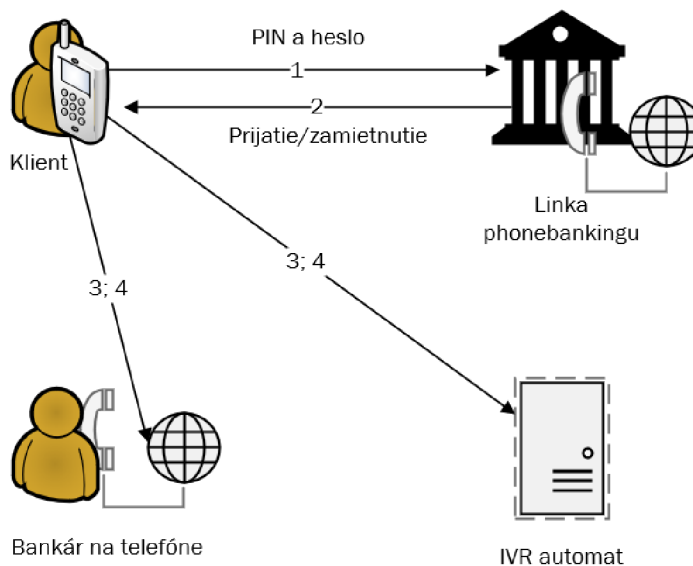 PIN a heslo
1
2
Prijatie/zamietnutie
Klient
Linka
phonebankingu
3; 4
3; 4
Bankár na telefóne
IVR automat